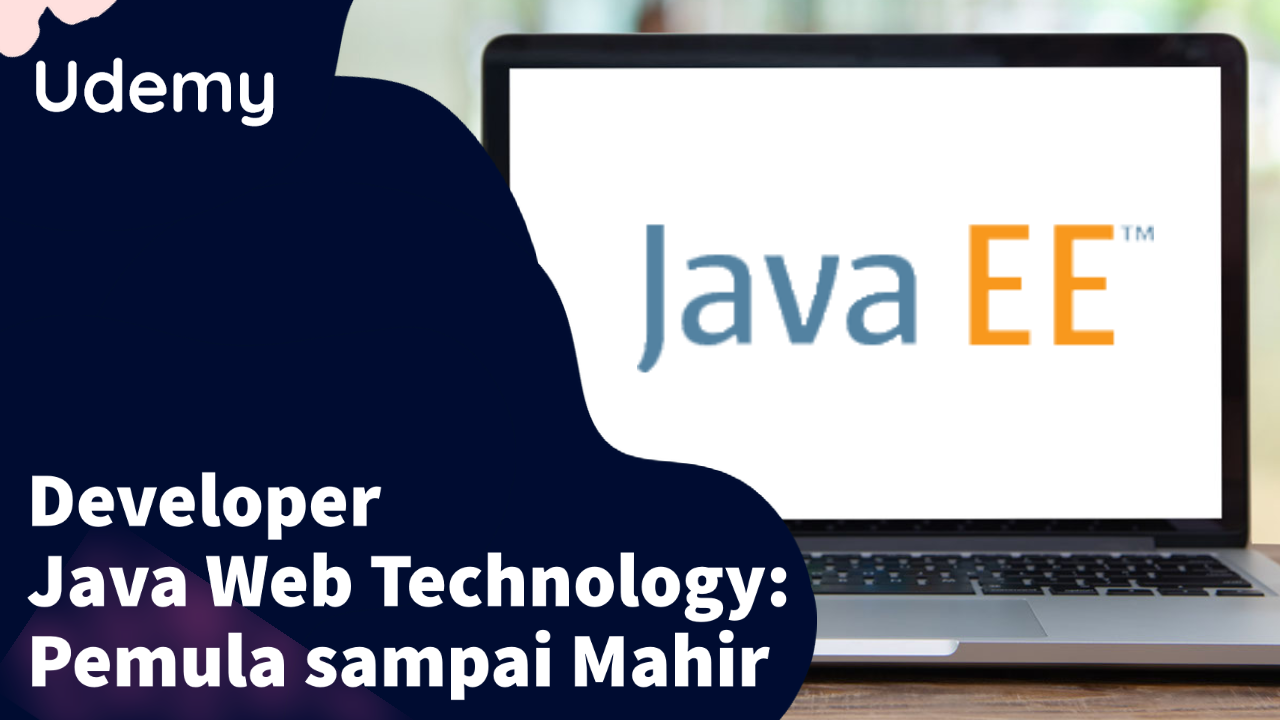 Udemy
Java EE™
Developer
Java Web Technology:
Pemula sampai Mahir